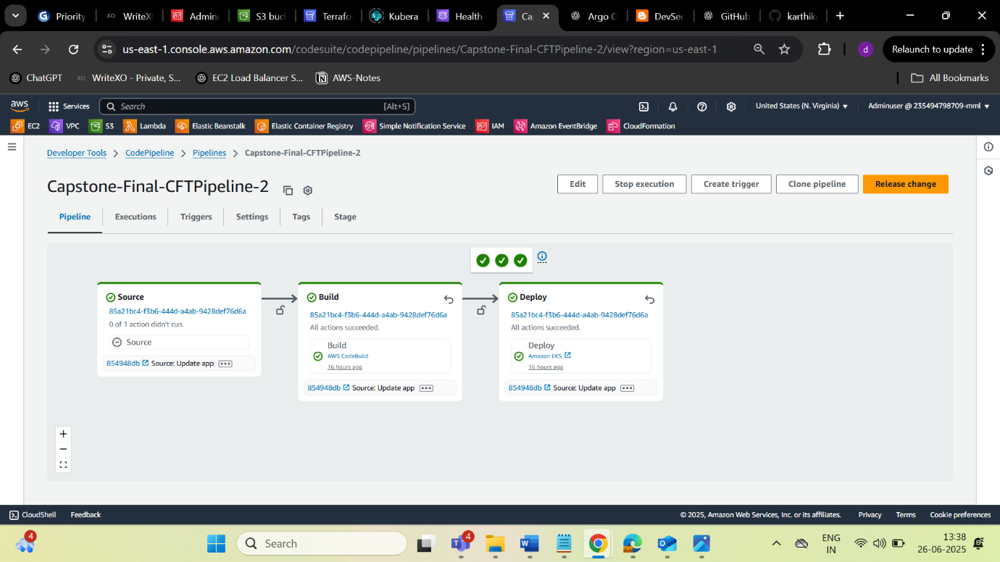 Priority
WriteX
Admin
S3 buc
Terrafo
Kubera
Health
Ca
Argo C
DevSec
GitHub
karthik
us-east-1.console.aws.amazon.com/codesuite/codepipeline/pipelines/Capstone-Final-CFTPipeline-2/view?region=us-east-1
d
Relaunch to update
ChatGPT
XO WriteXO - Private, S...
EC2 Load Balancer S...
AWS-Notes
All Bookmarks
aws
Services
Search
[Alt+S]
United States (N. Virginia)
Adminuser @ 235494798709-mml
EC2
VPC
S3
Lambda
Elastic Beanstalk
Elastic Container Registry
Simple Notification Service
IAM
Amazon EventBridge
CloudFormation
Developer Tools
CodePipeline
Pipelines
Capstone-Final-CFTPipeline-2
Capstone-Final-CFTPipeline-2
Edit
Stop execution
Create trigger
Clone pipeline
Release change
Pipeline
Executions
Triggers
Settings
Tags
Stage
Source
85a21bc4-f3b6-444d-a4ab-9428def76d6a
0 of 1 action didn't run.
Source
854948db Source: Update app
Build
85a21bc4-f3b6-444d-a4ab-9428def76d6a
All actions succeeded.
Build
AWS CodeBuild
16 hours ago
854948db Source: Update app
Deploy
85a21bc4-f3b6-444d-a4ab-9428def76d6a
All actions succeeded.
Deploy
Amazon EKS
16 hours ago
854948db Source: Update app
CloudShell
Feedback
© 2025, Amazon Web Services, Inc. or its affiliates.
Privacy
Terms
Cookie preferences
4
Search
4
ENG
IN
13:38
26-06-2025